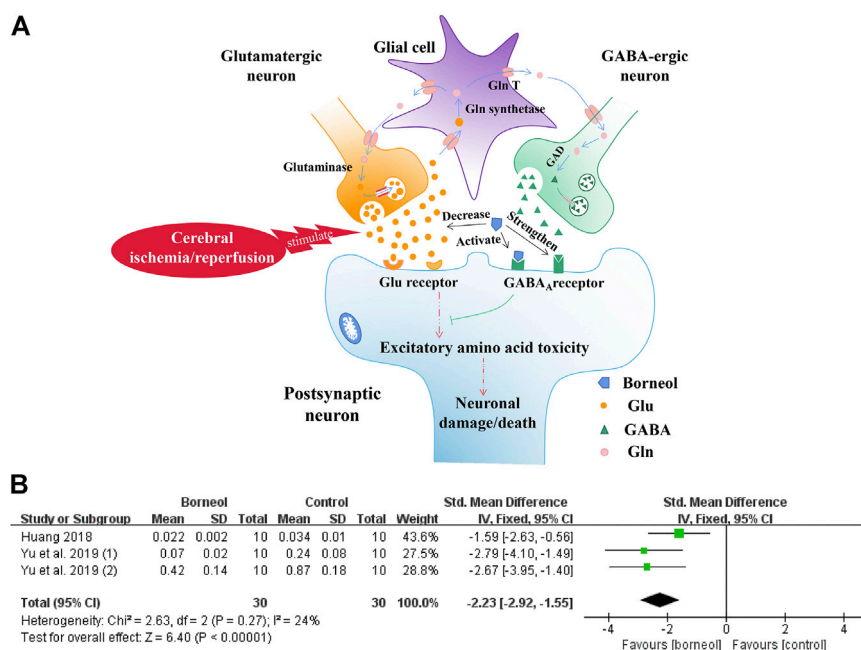 A
Glutamatergic
neuron
Glial cell
GABA-ergic
neuron
Gln T
Gln syntetase
Glutaminase
GAD
Cerebral
ischemia/reperfusion
stimulate
Decrease
Activate
Strengthen
Glu receptor
GABAA receptor
Excitatory amino acid toxicity
Postsynaptic
neuron
Neuronal
damage/death
Borneol
Glu
GABA
Gln
B
Borneol Control Std. Mean Difference Std. Mean Difference
Study or Subgroup Mean SD Total Mean SD Total Weight IV, Fixed, 95% CI IV, Fixed, 95% CI
Huang 2018 0.022 0.002 10 0.034 0.01 10 43.6% -1.59 [-2.63, -0.56]
Yu et al. 2019 (1) 0.07 0.02 10 0.24 0.08 10 27.5% -2.79 [-4.10, -1.49]
Yu et al. 2019 (2) 0.42 0.14 10 0.87 0.18 10 28.8% -2.67 [-3.95, -1.40]
Total (95% CI) 30 30 100.0% -2.23 [-2.92, -1.55]
Heterogeneity: Chi² = 2.63, df = 2 (P = 0.27); I² = 24%
Test for overall effect: Z = 6.40 (P < 0.00001)
-4 -2 0 2 4
Favours [borneol] Favours [control]